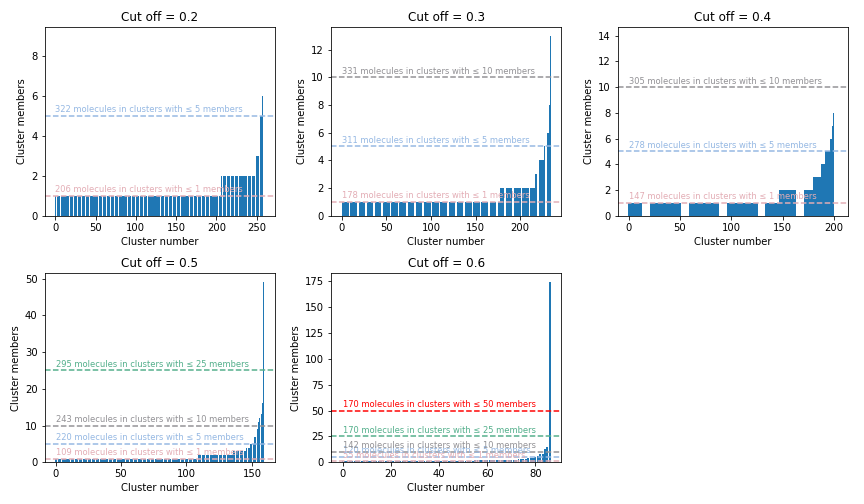 Cut off = 0.2
Cluster members
8
6
4
2
0
322 molecules in clusters with ≤ 5 members
206 molecules in clusters with ≤ 1 members
0 50 100 150 200 250
Cluster number
Cut off = 0.3
Cluster members
12
10
8
6
4
2
0
331 molecules in clusters with ≤ 10 members
311 molecules in clusters with ≤ 5 members
178 molecules in clusters with ≤ 1 members
0 50 100 150 200
Cluster number
Cut off = 0.4
Cluster members
14
12
10
8
6
4
2
0
305 molecules in clusters with ≤ 10 members
278 molecules in clusters with ≤ 5 members
147 molecules in clusters with ≤ 1 members
0 50 100 150 200
Cluster number
Cut off = 0.5
Cluster members
50
40
30
20
10
0
295 molecules in clusters with ≤ 25 members
243 molecules in clusters with ≤ 10 members
220 molecules in clusters with ≤ 5 members
109 molecules in clusters with ≤ 1 members
0 50 100 150
Cluster number
Cut off = 0.6
Cluster members
175
150
125
100
75
50
25
0
170 molecules in clusters with ≤ 50 members
170 molecules in clusters with ≤ 25 members
142 molecules in clusters with ≤ 10 members
0 20 40 60 80
Cluster number